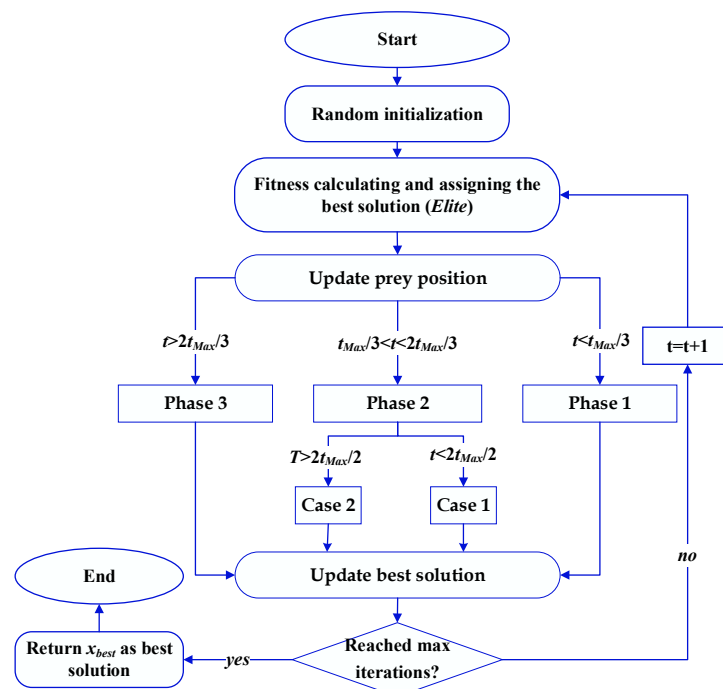 Start
Random initialization
Fitness calculating and assigning the
best solution (Elite)
Update prey position
t>2tMax/3
tMax/3<t<2tMax/3
t<tMax/3
t=t+1
Phase 3
Phase 2
Phase 1
T>2tMax/2
t<2tMax/2
Case 2
Case 1
Update best solution
no
End
Reached max
iterations?
yes
Return xbest as best
solution